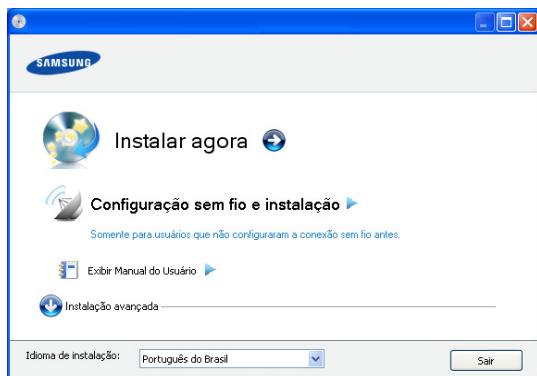 SAMSUNG
Instalar agora
Configuração sem fio e instalação
Somente para usuários que não configuraram a conexão sem fio antes.
Exibir Manual do Usuário
Instalação avançada
Idioma de instalação: Português do Brasil Sair